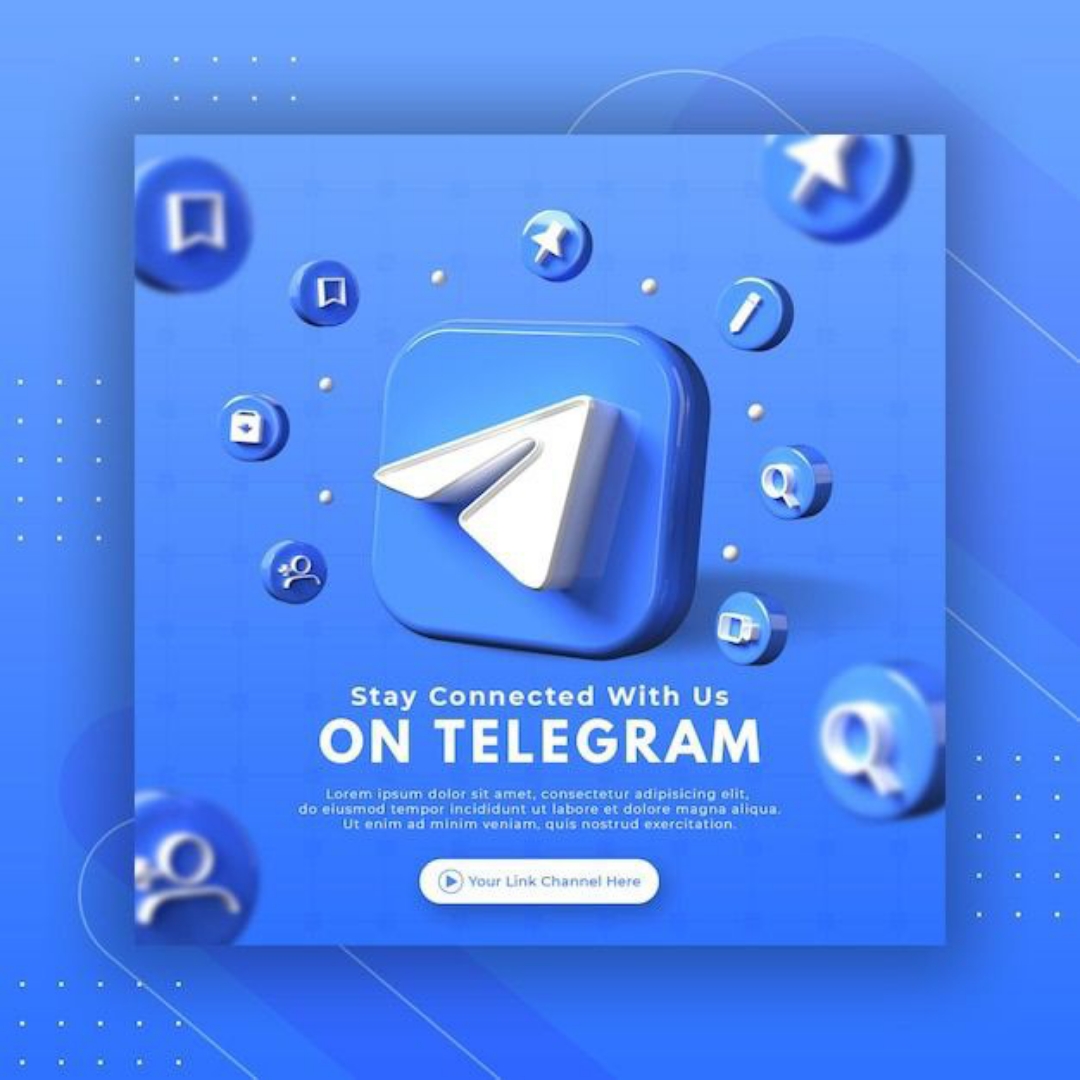 Stay Connected With Us
ON TELEGRAM
Lorem ipsum dolor sit amet, consectetur adipisicing elit,
do eiusmod tempor incididunt ut labore et dolore magna aliqua.
Ut enim ad minim veniam, quis nostrud exercitation.
Your Link Channel Here